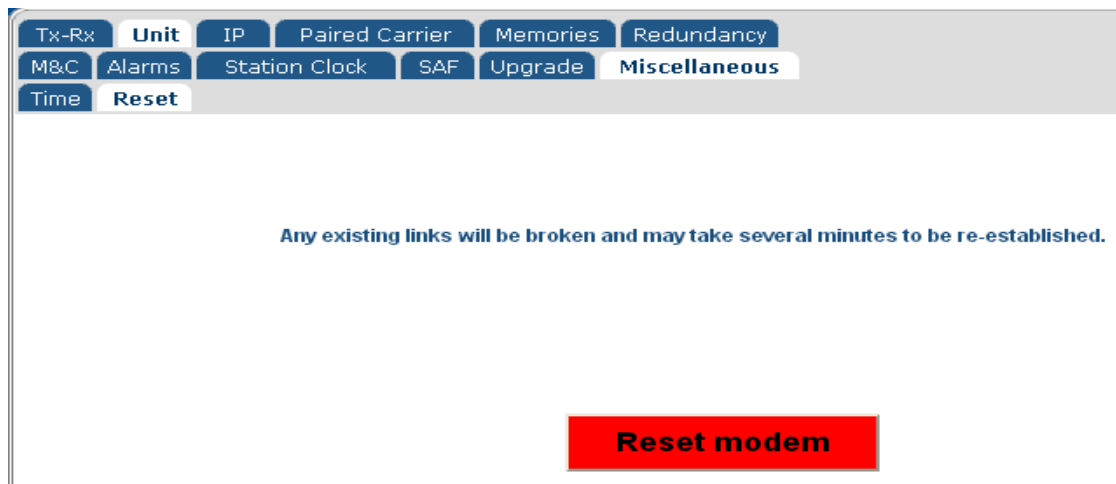 Tx-Rx Unit IP Paired Carrier Memories Redundancy
M&C Alarms Station Clock SAF Upgrade Miscellaneous
Time Reset
Any existing links will be broken and may take several minutes to be re-established.
Reset modem